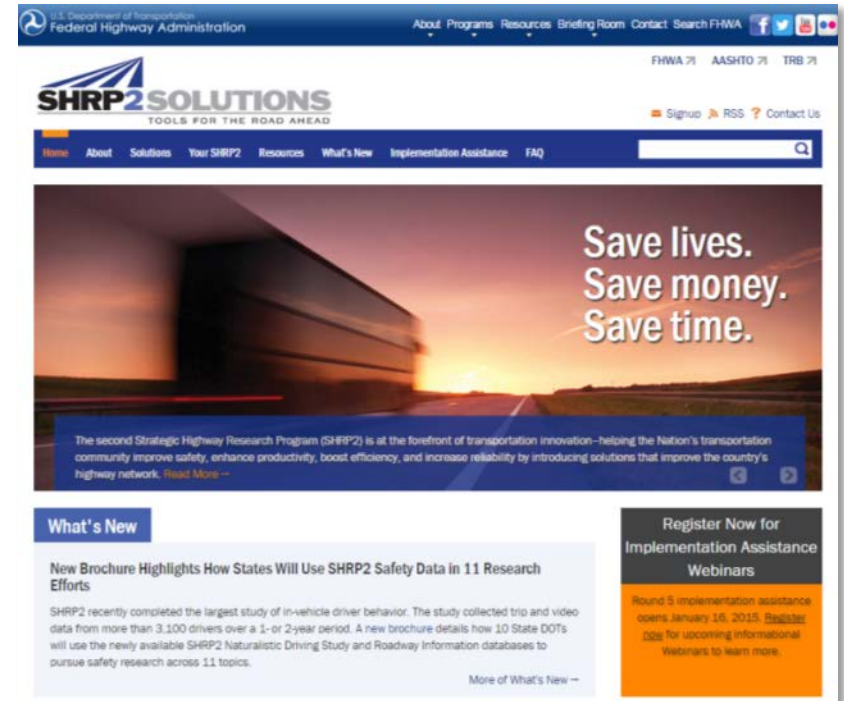 U.S. Department of Transportation
Federal Highway Administration
About Programs Resources Briefing Room Contact Search FHWA
FHWA AASHTO TRB
SHRP2 SOLUTIONS
TOOLS FOR THE ROAD AHEAD
Signup RSS ? Contact Us
Home About Solutions Your SHRP2 Resources What's New Implementation Assistance FAQ
Save lives.
Save money.
Save time.
The second Strategic Highway Research Program (SHRP2) is at the forefront of transportation innovation–helping the Nation's transportation
community improve safety, enhance productivity, boost efficiency, and increase reliability by introducing solutions that improve the country's
highway network. Read More →
What's New
New Brochure Highlights How States Will Use SHRP2 Safety Data in 11 Research
Efforts
SHRP2 recently completed the largest study of in-vehicle driver behavior. The study collected trip and video
data from more than 3,100 drivers over a 1- or 2-year period. A new brochure details how 10 State DOTs
will use the newly available SHRP2 Naturalistic Driving Study and Roadway Information databases to
pursue safety research across 11 topics.
More of What's New →
Register Now for
Implementation Assistance
Webinars
Round 5 implementation assistance
opens January 16, 2015. Register
now for upcoming informational
Webinars to learn more.